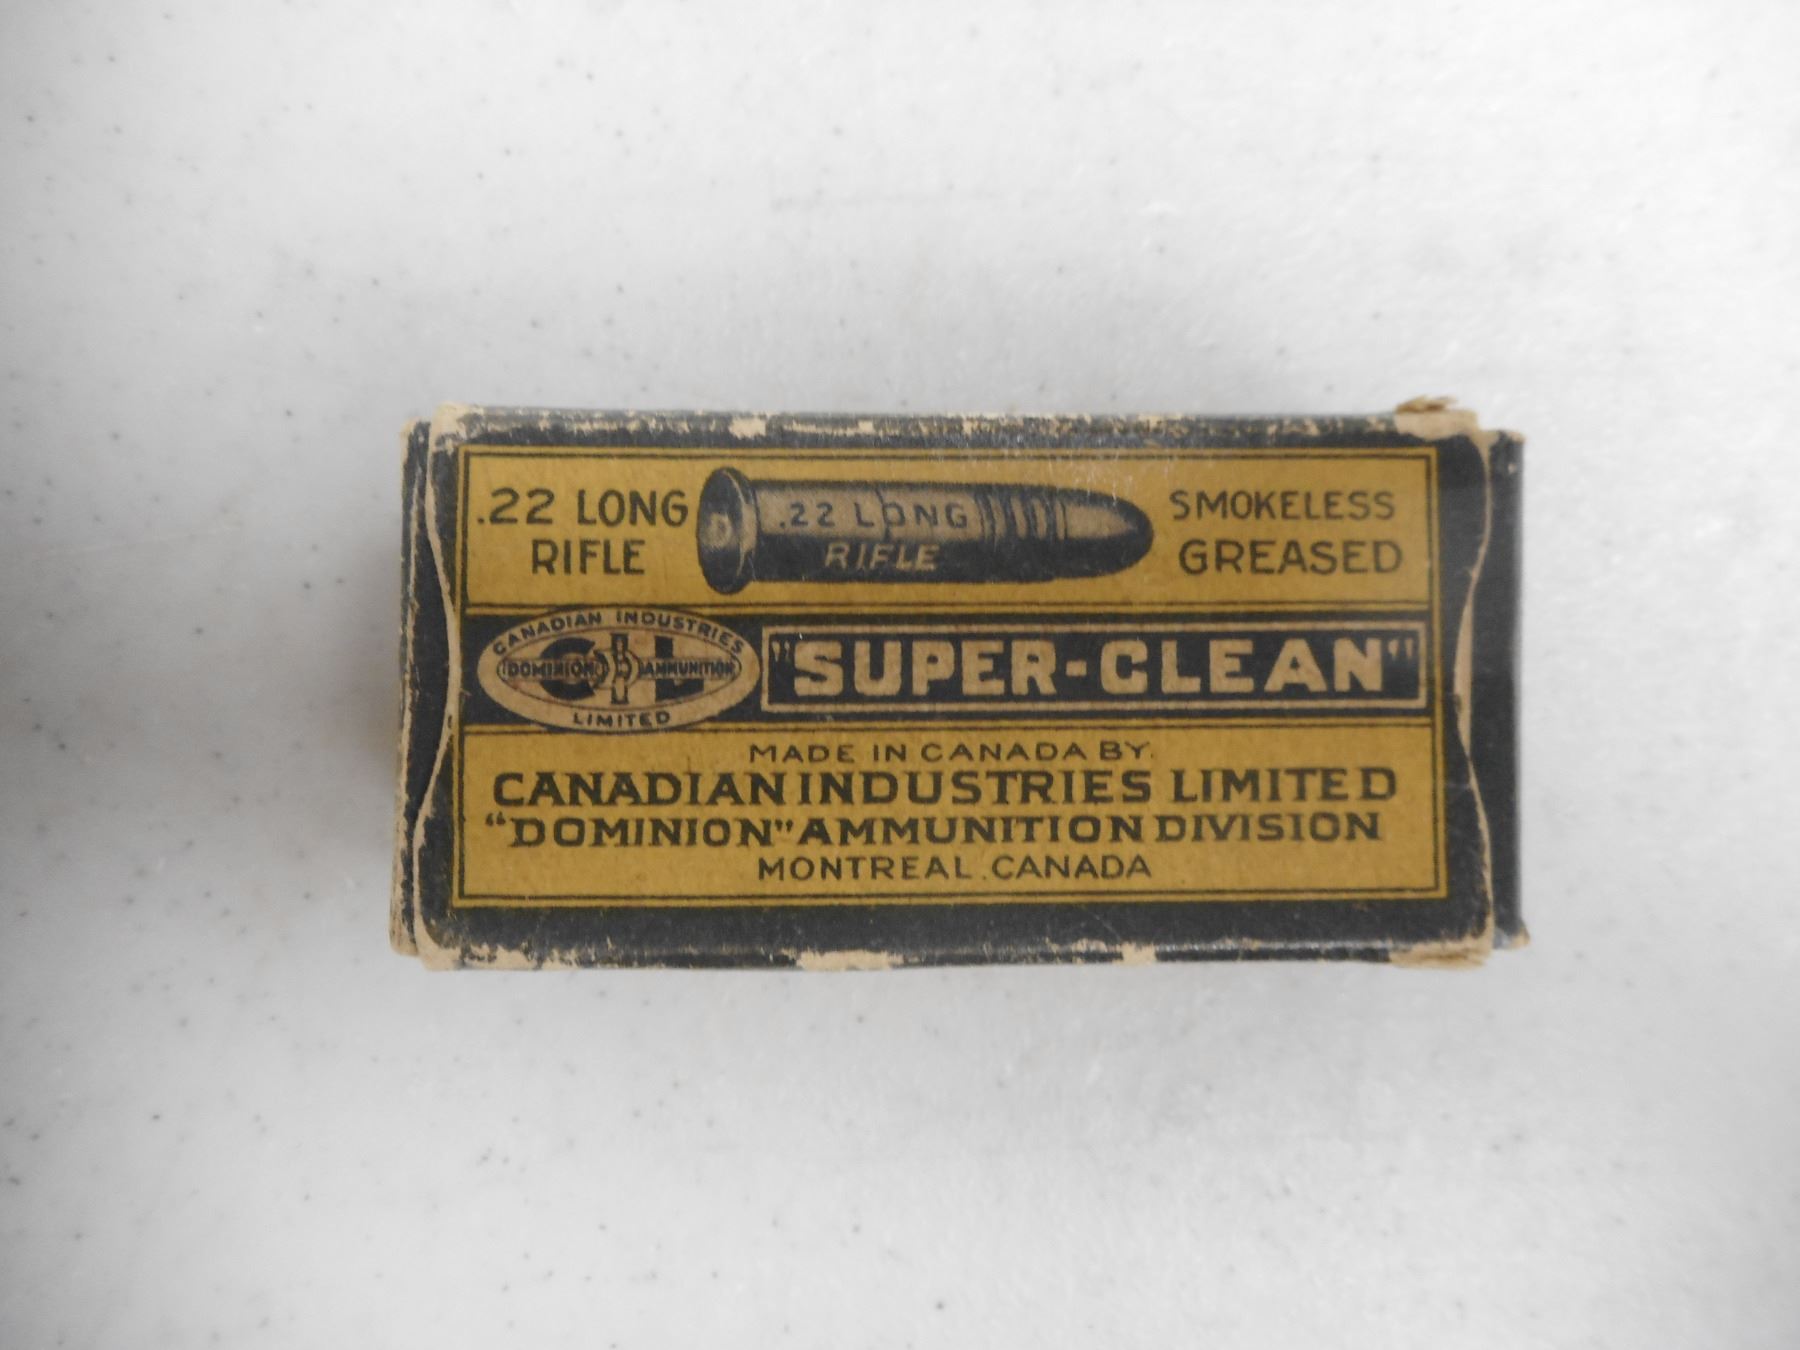 .22 LONG
RIFLE
.22 LONG
RIFLE
SMOKELESS
GREASED
CANADIAN INDUSTRIES
CIL
DOMINION AMMUNITION
LIMITED
"SUPER-CLEAN"
MADE IN CANADA BY.
CANADIAN INDUSTRIES LIMITED
"DOMINION" AMMUNITION DIVISION
MONTREAL. CANADA